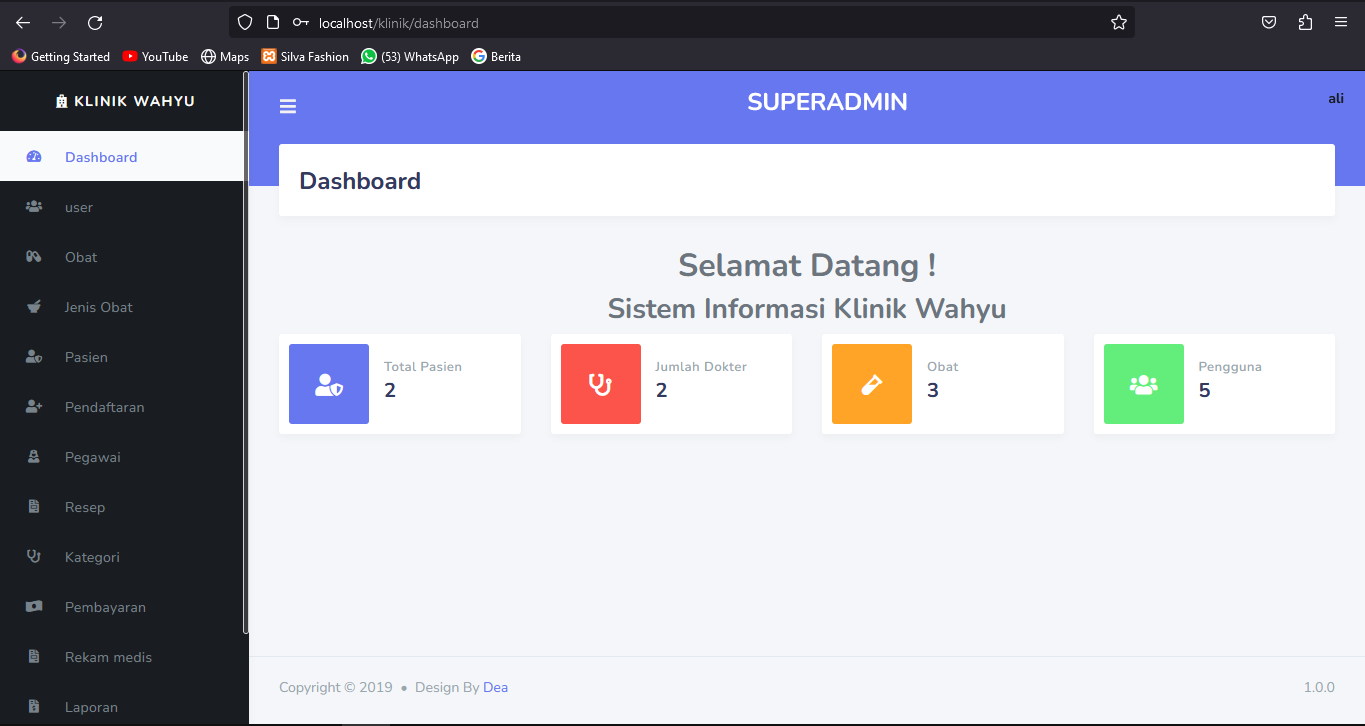 localhost/klinik/dashboard
Getting Started YouTube Maps Silva Fashion (53) WhatsApp Berita
KLINIK WAHYU
SUPERADMIN
ali
Dashboard
user
Obat
Jenis Obat
Pasien
Pendaftaran
Pegawai
Resep
Kategori
Pembayaran
Rekam medis
Laporan
Dashboard
Selamat Datang !
Sistem Informasi Klinik Wahyu
Total Pasien
2
Jumlah Dokter
2
Obat
3
Pengguna
5
Copyright © 2019 • Design By Dea
1.0.0